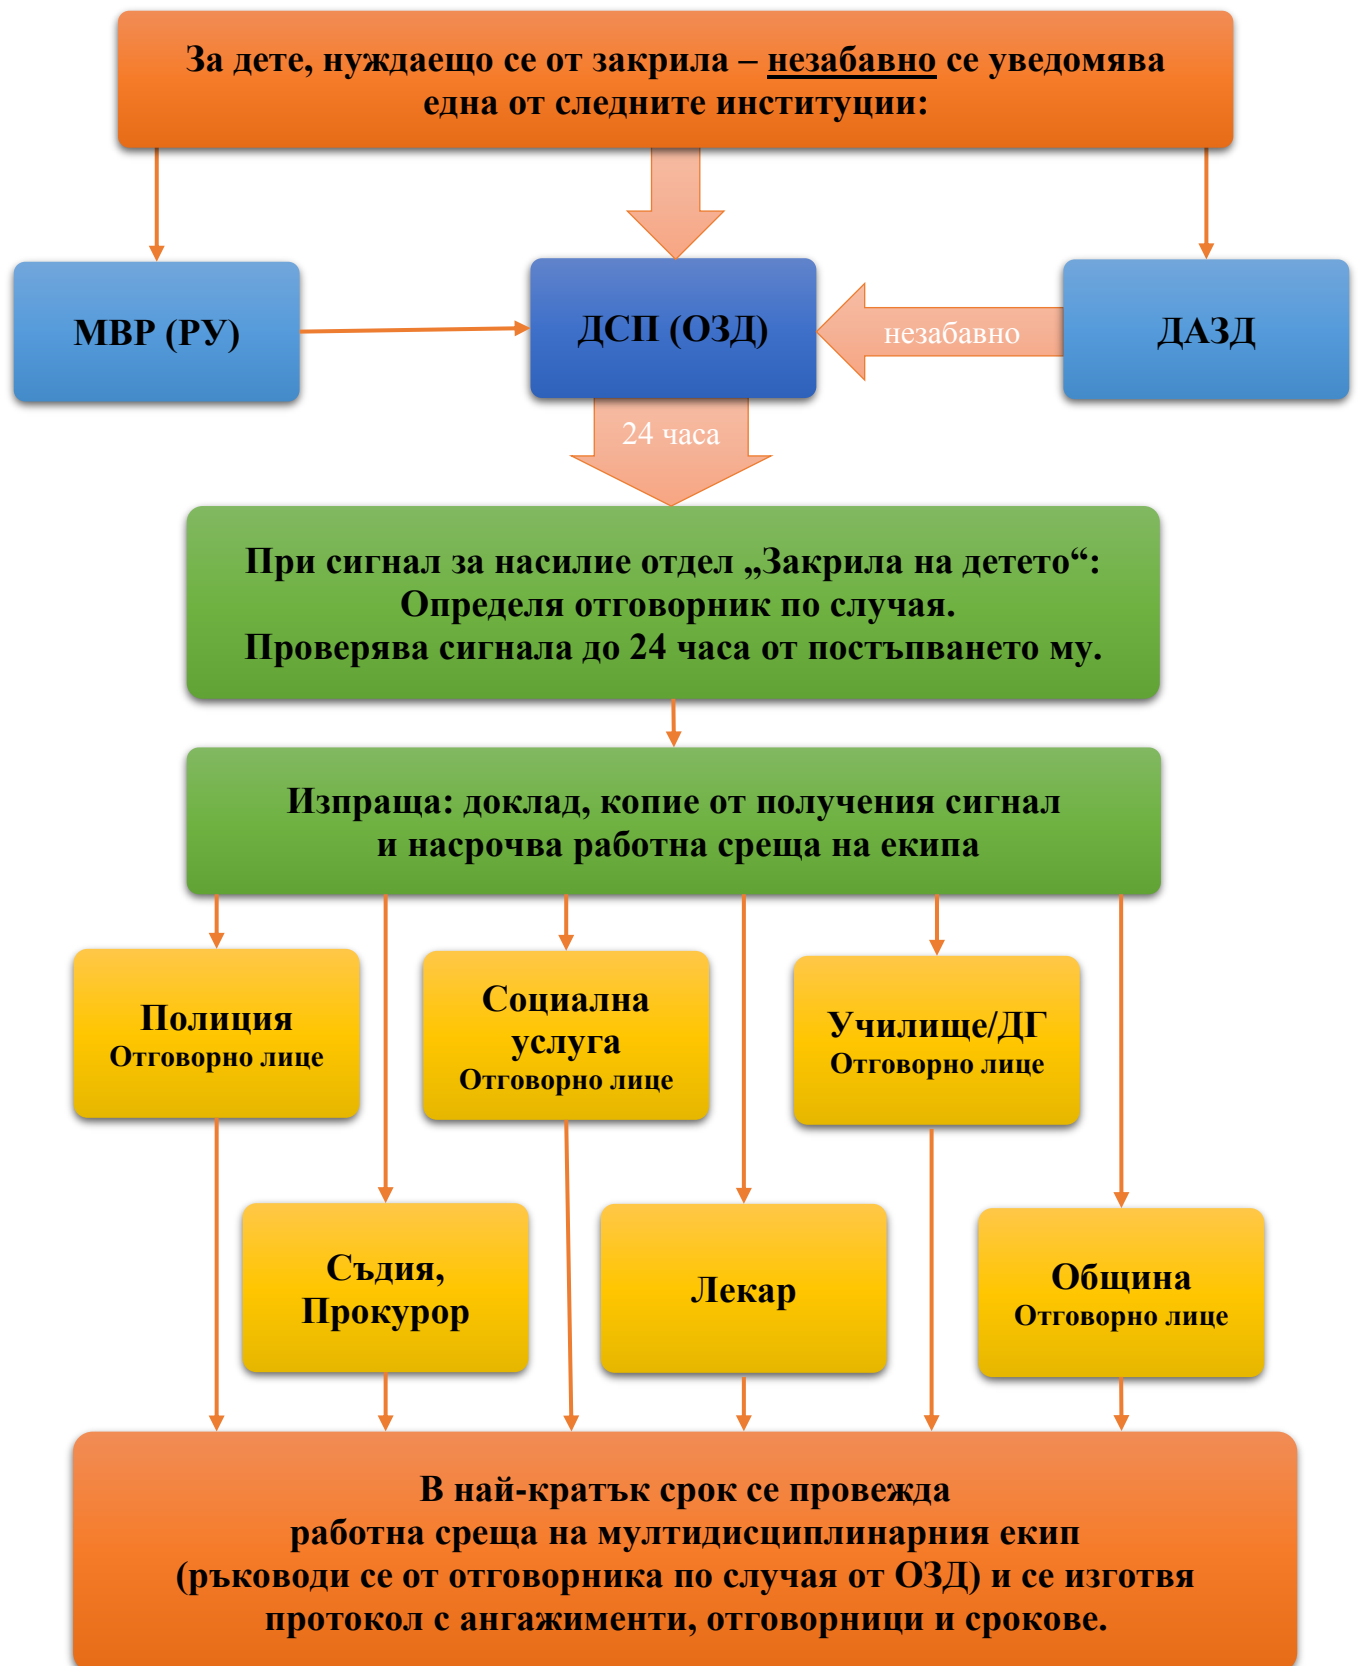 За дете, нуждаещо се от закрила – незабавно се уведомява
една от следните институции:
МВР (РУ)
ДСП (ОЗД)
незабавно
ДАЗД
24 часа
При сигнал за насилие отдел „Закрила на детето“:
Определя отговорник по случая.
Проверява сигнала до 24 часа от постъпването му.
Изпраща: доклад, копие от получения сигнал
и насрочва работна среща на екипа
Полиция
Отговорно лице
Социална
услуга
Отговорно лице
Училище/ДГ
Отговорно лице
Съдия,
Прокурор
Лекар
Община
Отговорно лице
В най-кратък срок се провежда
работна среща на мултидисциплинарния екип
(ръководи се от отговорника по случая от ОЗД) и се изготвя
протокол с ангажименти, отговорници и срокове.